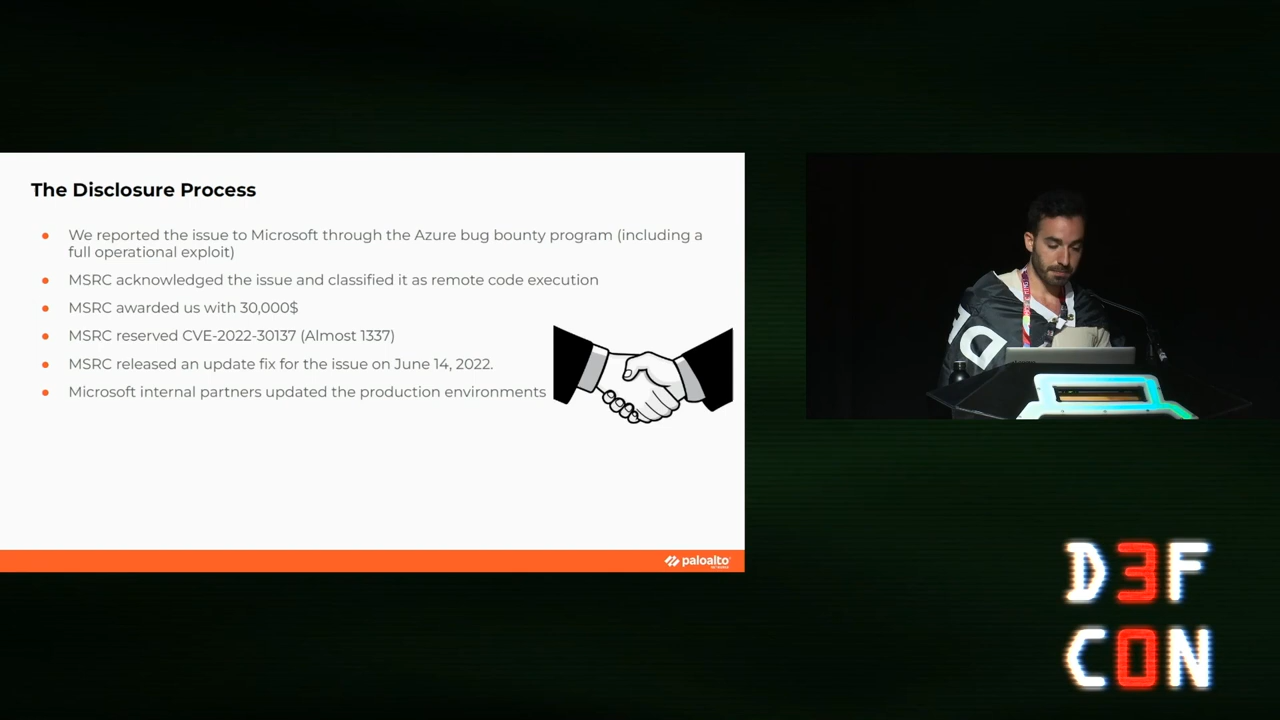 The Disclosure Process
● We reported the issue to Microsoft through the Azure bug bounty program (including a
full operational exploit)
● MSRC acknowledged the issue and classified it as remote code execution
● MSRC awarded us with 30,000$
● MSRC reserved CVE-2022-30137 (Almost 1337)
● MSRC released an update fix for the issue on June 14, 2022.
● Microsoft internal partners updated the production environments
paloalto
DE
D3F
C0N